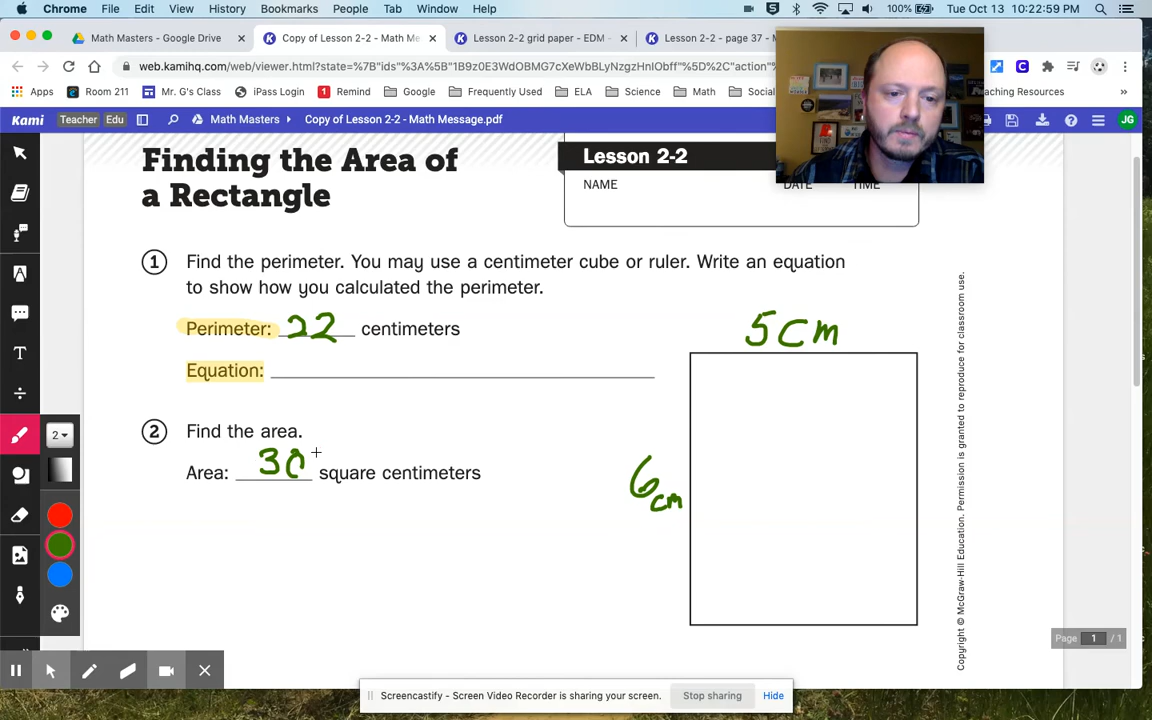 Chrome File Edit View History Bookmarks People Tab Window Help 100% Tue Oct 13 10:22:59
Math Masters - Google Drive Copy of Lesson 2-2 - Math Me Lesson 2-2 grid paper - EDM - Lesson 2-2 - page 37 - M
web.kamihq.com/web/viewer.html?state=%7B"ids"%3A%5B"1B9z0E3WdOBMG7cXeWbBLyNzgzHnIObff"%5D%2C"action"
Apps Room 211 Mr. G's Class iPass Login Remind Google Frequently Used ELA Science Math Social aching Resources »
Kami Teacher Edu Math Masters Copy of Lesson 2-2 - Math Message.pdf JG
Finding the Area of
a Rectangle
Lesson 2-2
NAME DATE TIME
1 Find the perimeter. You may use a centimeter cube or ruler. Write an equation
to show how you calculated the perimeter.
Perimeter: 22 centimeters
5cm
Equation:
2 Find the area.
Area: 30 square centimeters
6cm
2
Copyright © McGraw-Hill Education. Permission is granted to reproduce for classroom use.
Page 1 / 1
Screencastify - Screen Video Recorder is sharing your screen. Stop sharing Hide